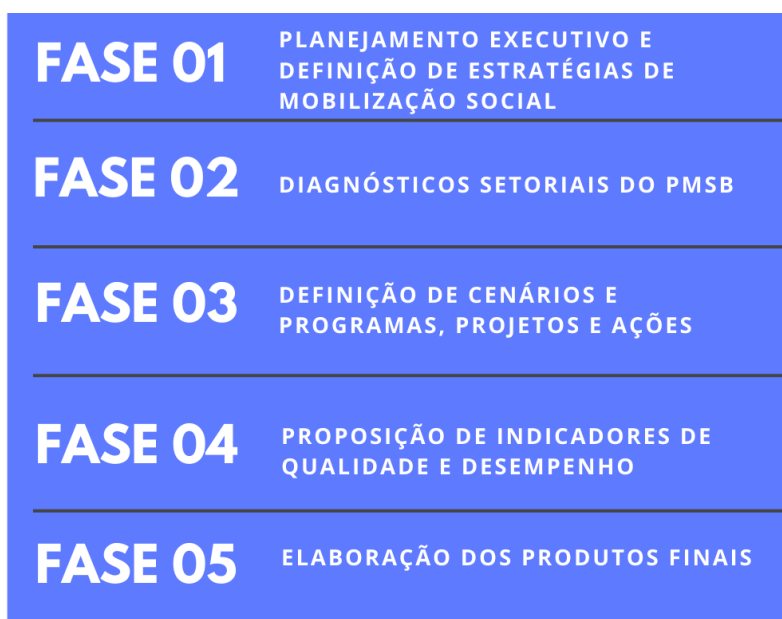 FASE 01
PLANEJAMENTO EXECUTIVO E
DEFINIÇÃO DE ESTRATÉGIAS DE
MOBILIZAÇÃO SOCIAL
FASE 02
DIAGNÓSTICOS SETORIAIS DO PMSB
FASE 03
DEFINIÇÃO DE CENÁRIOS E
PROGRAMAS, PROJETOS E AÇÕES
FASE 04
PROPOSIÇÃO DE INDICADORES DE
QUALIDADE E DESEMPENHO
FASE 05
ELABORAÇÃO DOS PRODUTOS FINAIS